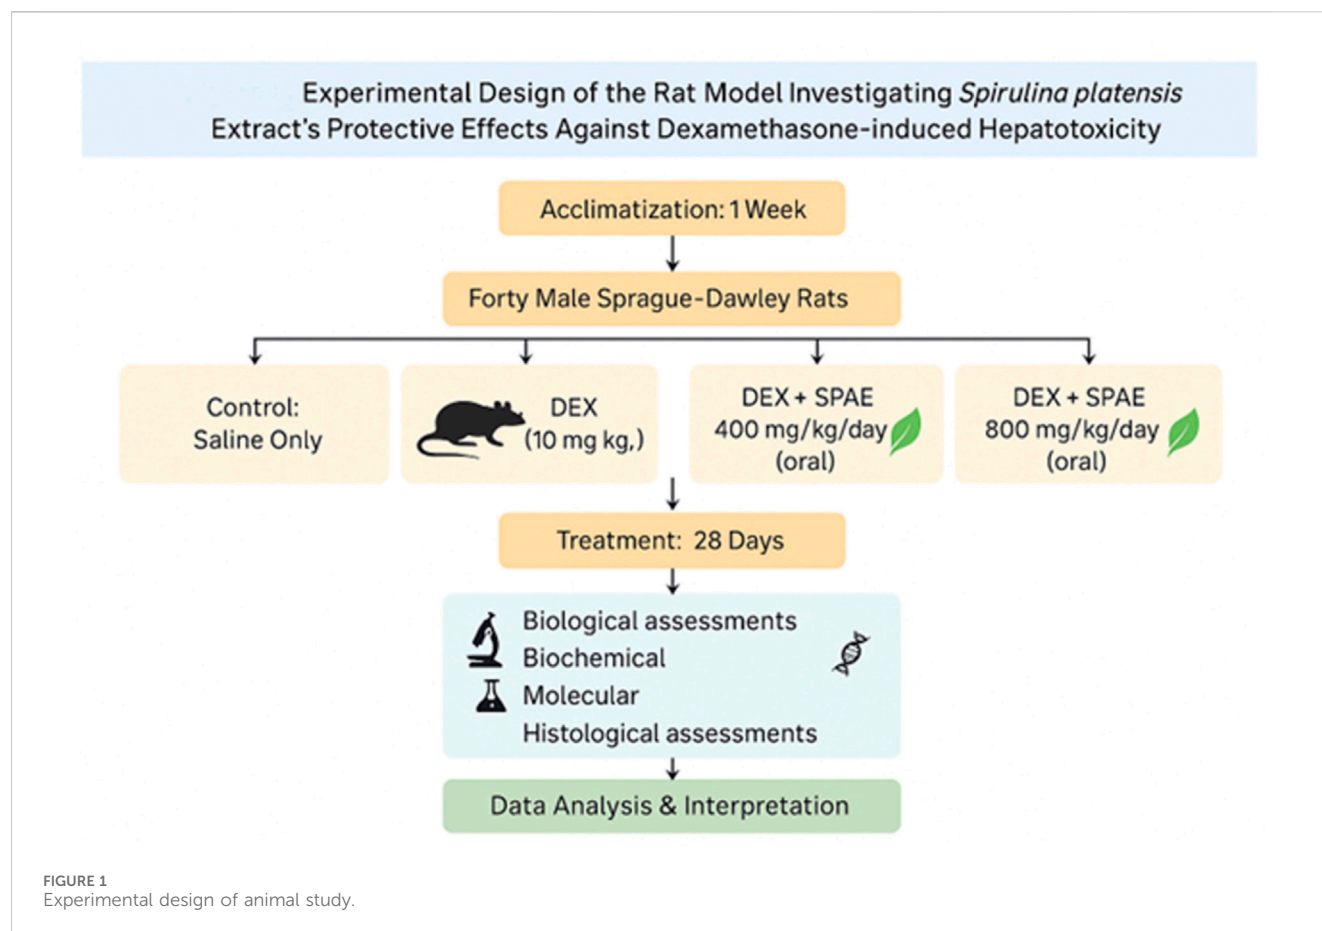 Experimental Design of the Rat Model Investigating Spirulina platensis
Extract's Protective Effects Against Dexamethasone-induced Hepatotoxicity
Acclimatization: 1 Week
Forty Male Sprague-Dawley Rats
Control:
Saline Only
DEX
(10 mg kg,)
DEX + SPAE
400 mg/kg/day
(oral)
DEX + SPAE
800 mg/kg/day
(oral)
Treatment: 28 Days
Biological assessments
Biochemical
Molecular
Histological assessments
Data Analysis & Interpretation
FIGURE 1
Experimental design of animal study.